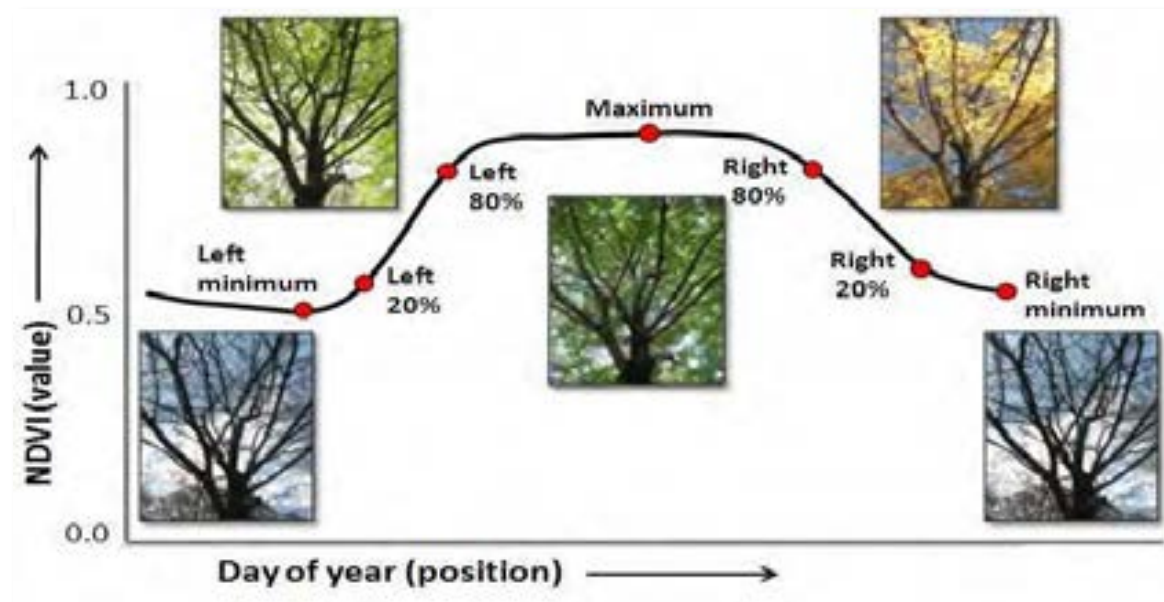 1.0
Maximum
Left
80%
Right
80%
Left
minimum
Left
20%
Right
20%
Right
minimum
0.5
NDVI (value)
0.0
Day of year (position)